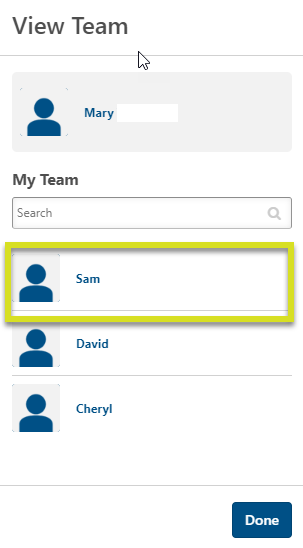 View Team
Mary
My Team
Search
Sam
David
Cheryl
Done